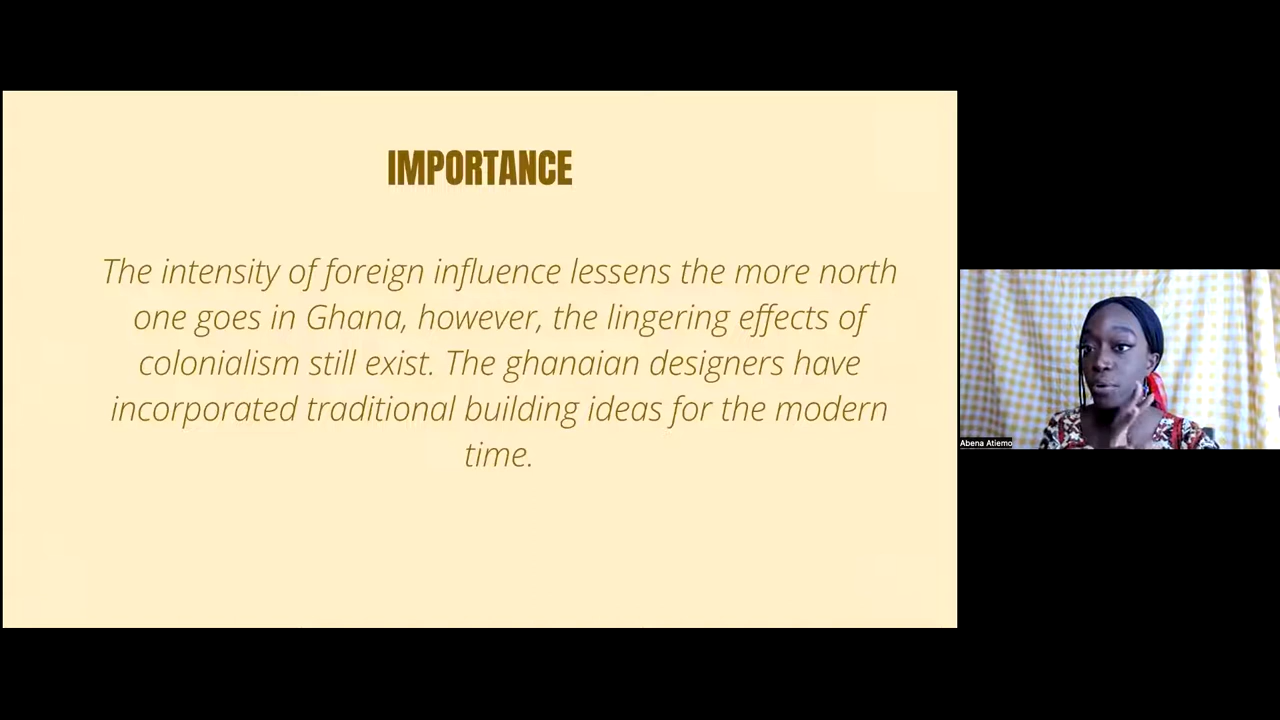 IMPORTANCE
The intensity of foreign influence lessens the more north
one goes in Ghana, however, the lingering effects of
colonialism still exist. The ghanaian designers have
incorporated traditional building ideas for the modern
time.
Abena Atiemo